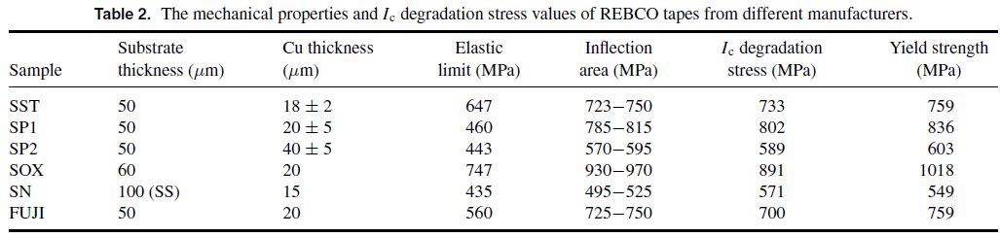 Table 2. The mechanical properties and Ic degradation stress values of REBCO tapes from different manufacturers.
Substrate Cu thickness Elastic Inflection Ic degradation Yield strength
Sample thickness (μm) (μm) limit (MPa) area (MPa) stress (MPa) (MPa)
SST 50 18 ± 2 647 723–750 733 759
SP1 50 20 ± 5 460 785–815 802 836
SP2 50 40 ± 5 443 570–595 589 603
SOX 60 20 747 930–970 891 1018
SN 100 (SS) 15 435 495–525 571 549
FUJI 50 20 560 725–750 700 759